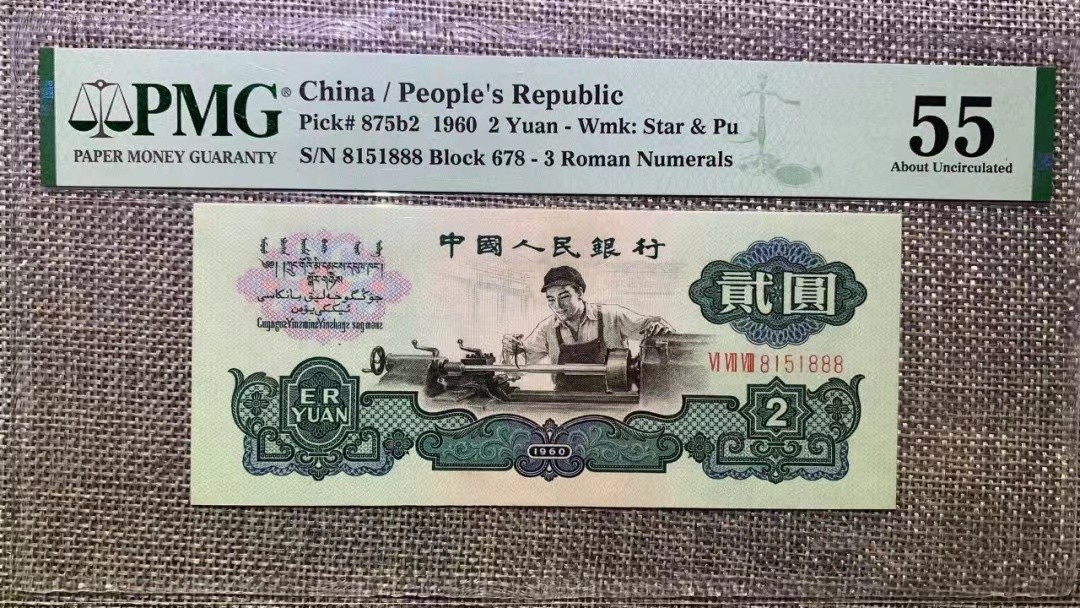 PMG®
PAPER MONEY GUARANTY
China / People's Republic
Pick# 875b2 1960 2 Yuan - Wmk: Star & Pu
S/N 8151888 Block 678 - 3 Roman Numerals
55
About Uncirculated
中國人民銀行
貳圓
VI VII VIII 8151888
ER
YUAN
2
1960